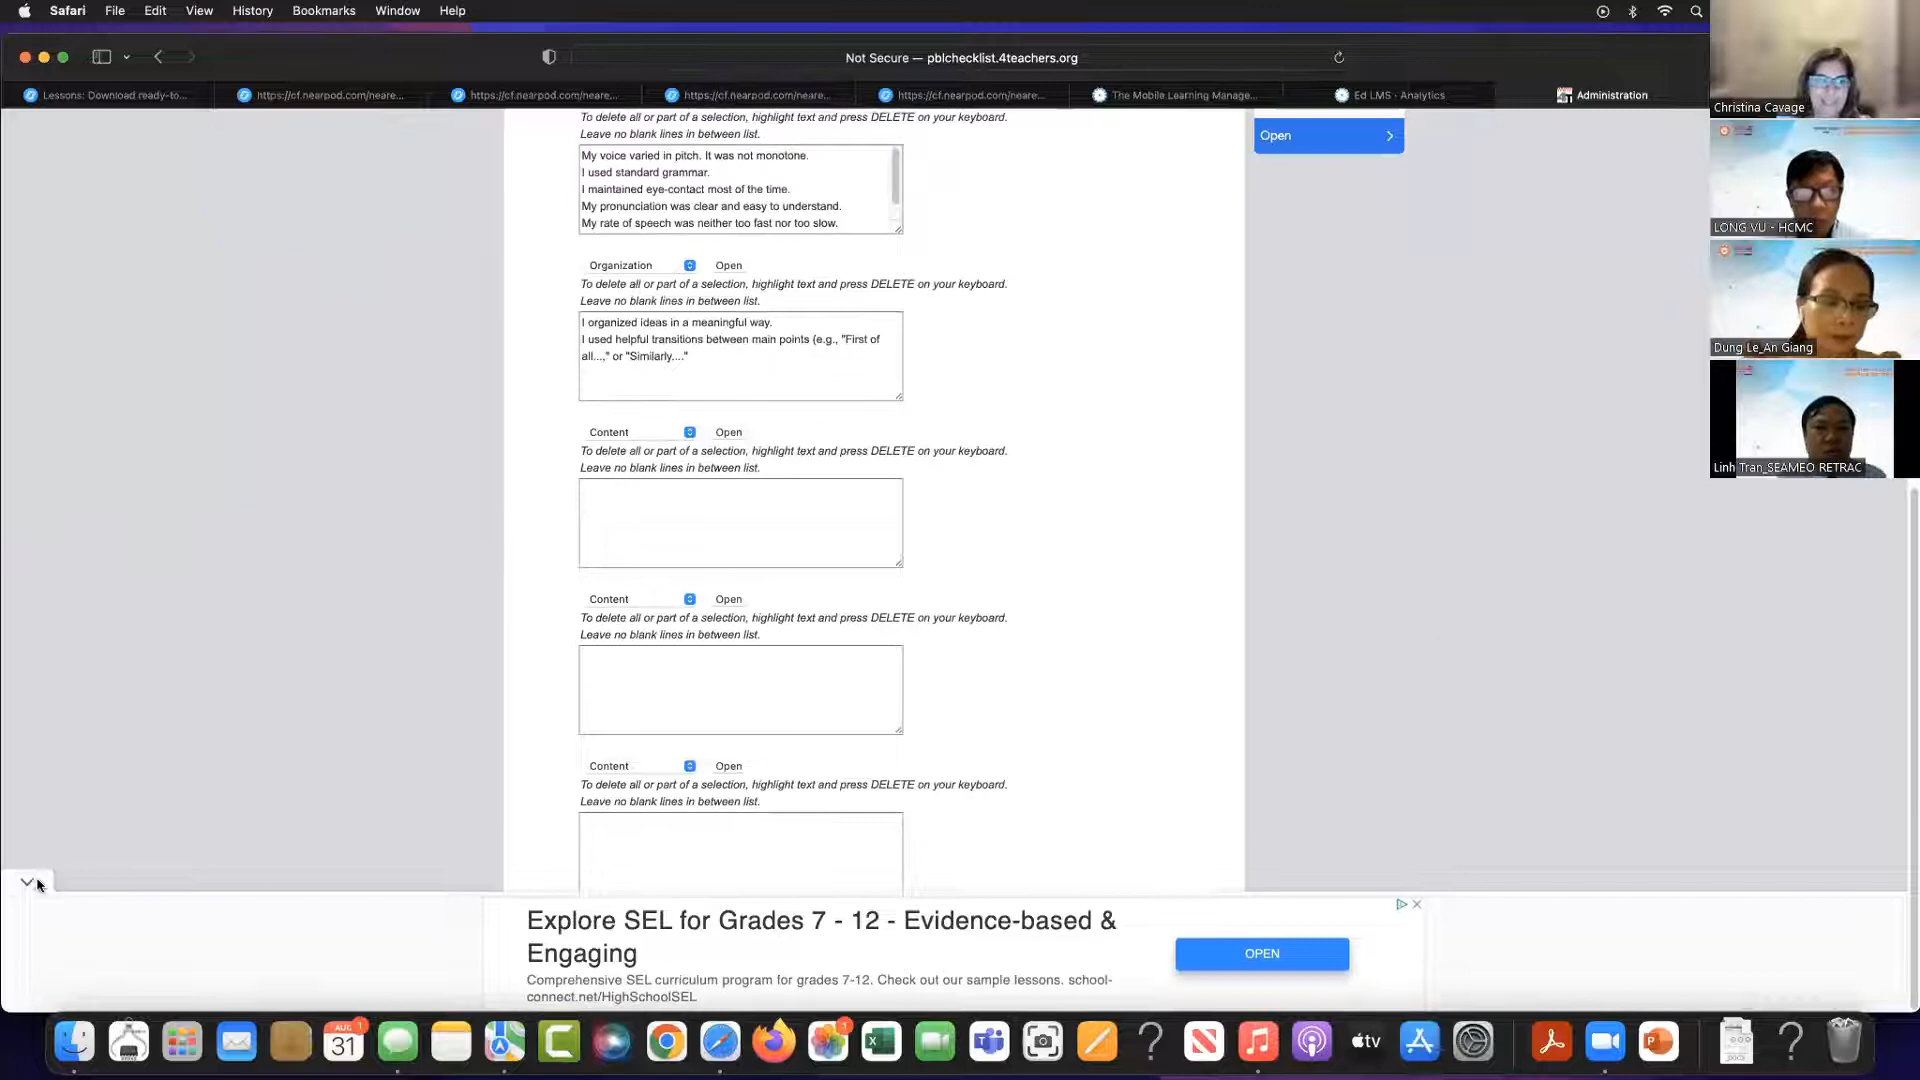 Safari File Edit View History Bookmarks Window Help
Not Secure — pblchecklist.4teachers.org
Lessons: Download ready-to... https://cf.nearpod.com/neare... https://cf.nearpod.com/neare... https://cf.nearpod.com/neare... https://cf.nearpod.com/neare... The Mobile Learning Manage... Ed LMS · Analytics Administration
To delete all or part of a selection, highlight text and press DELETE on your keyboard.
Leave no blank lines in between list.
Open
My voice varied in pitch. It was not monotone.
I used standard grammar.
I maintained eye-contact most of the time.
My pronunciation was clear and easy to understand.
My rate of speech was neither too fast nor too slow.
Organization Open
To delete all or part of a selection, highlight text and press DELETE on your keyboard.
Leave no blank lines in between list.
I organized ideas in a meaningful way.
I used helpful transitions between main points (e.g., "First of
all...," or "Similarly...."
Content Open
To delete all or part of a selection, highlight text and press DELETE on your keyboard.
Leave no blank lines in between list.
Content Open
To delete all or part of a selection, highlight text and press DELETE on your keyboard.
Leave no blank lines in between list.
Content Open
To delete all or part of a selection, highlight text and press DELETE on your keyboard.
Leave no blank lines in between list.
Explore SEL for Grades 7 - 12 - Evidence-based &
Engaging
Comprehensive SEL curriculum program for grades 7-12. Check out our sample lessons. school-
connect.net/HighSchoolSEL
OPEN
Christina Cavage
LONG VU - HCMC
Dung Le_An Giang
Linh Tran_SEAMEO RETRAC
AUG 1
31
1
tv